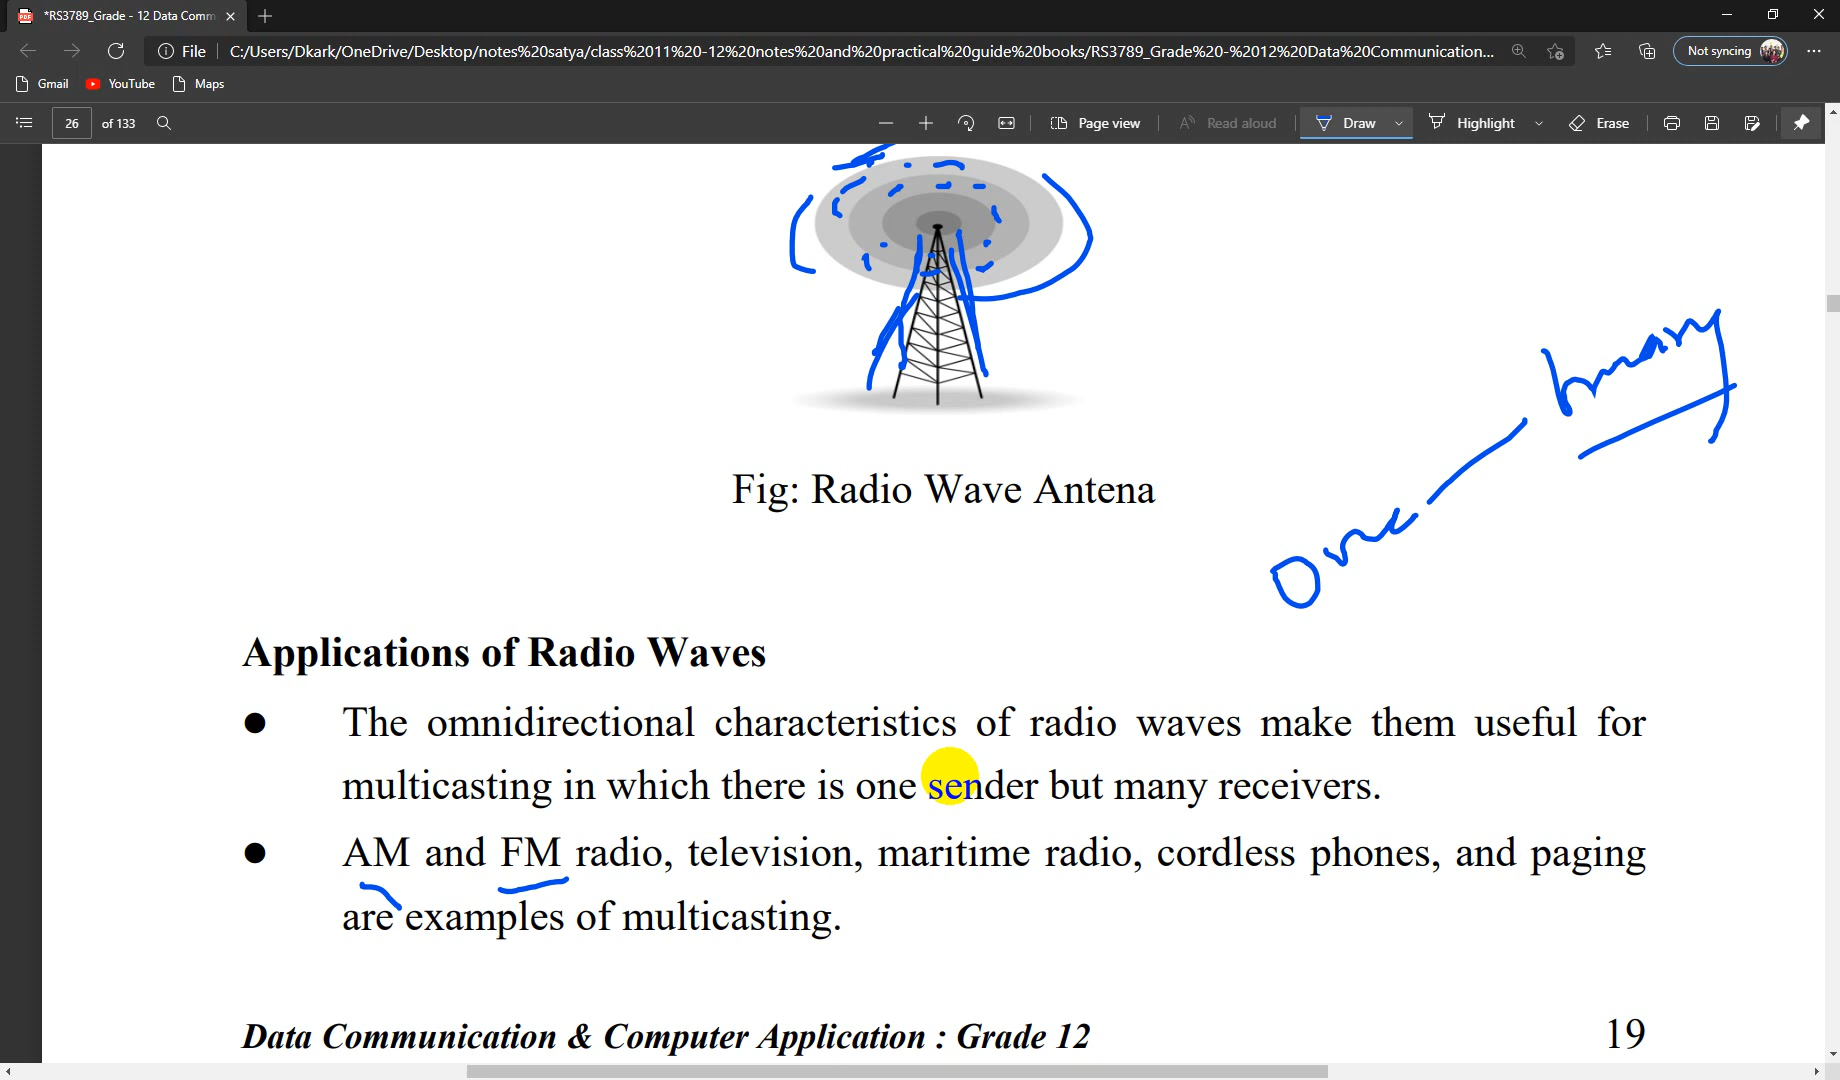 *RS3789_Grade - 12 Data Comm
File C:/Users/Dkark/OneDrive/Desktop/notes%20satya/class%2011%20-12%20notes%20and%20practical%20guide%20books/RS3789_Grade%20-%2012%20Data%20Communication... Not syncing
Gmail YouTube Maps
26 of 133 Page view Read aloud Draw Highlight Erase
many
One
Fig: Radio Wave Antena
Applications of Radio Waves
● The omnidirectional characteristics of radio waves make them useful for
multicasting in which there is one sender but many receivers.
● AM and FM radio, television, maritime radio, cordless phones, and paging
are examples of multicasting.
Data Communication & Computer Application : Grade 12 19